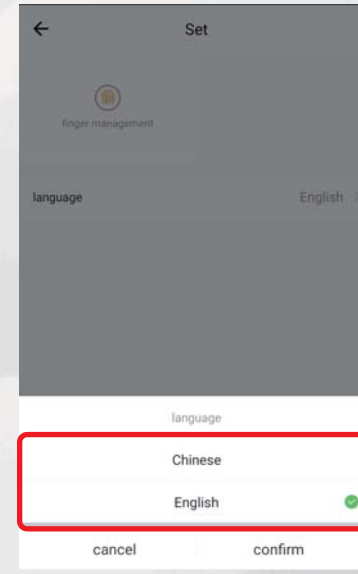 Set
finger management
language English
language
Chinese
English
cancel confirm